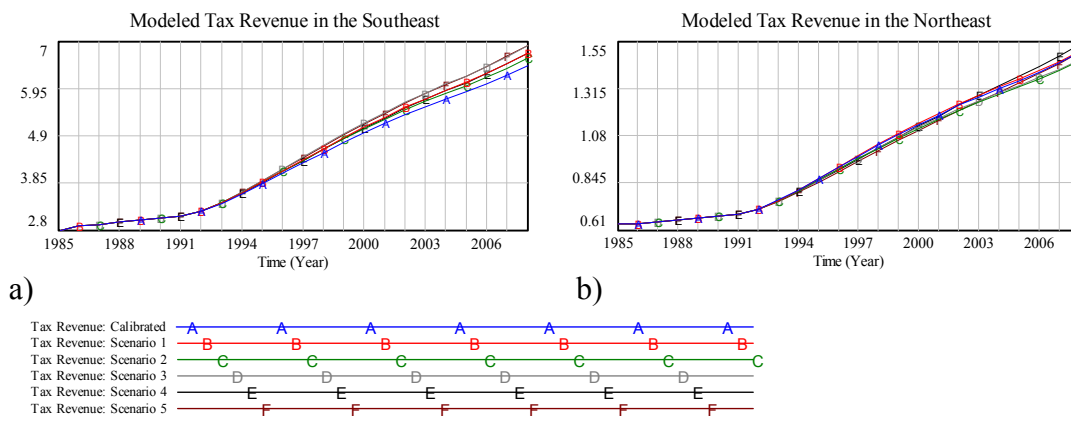 Modeled Tax Revenue in the Southeast
7
5.95
4.9
3.85
2.8
1985 1988 1991 1994 1997 2000 2003 2006
Time (Year)
a)
Modeled Tax Revenue in the Northeast
1.55
1.315
1.08
0.845
0.61
1985 1988 1991 1994 1997 2000 2003 2006
Time (Year)
b)
Tax Revenue: Calibrated A A A A A A A
Tax Revenue: Scenario 1 B B B B B B B
Tax Revenue: Scenario 2 C C C C C C C
Tax Revenue: Scenario 3 D D D D D D
Tax Revenue: Scenario 4 E E E E E E
Tax Revenue: Scenario 5 F F F F F F